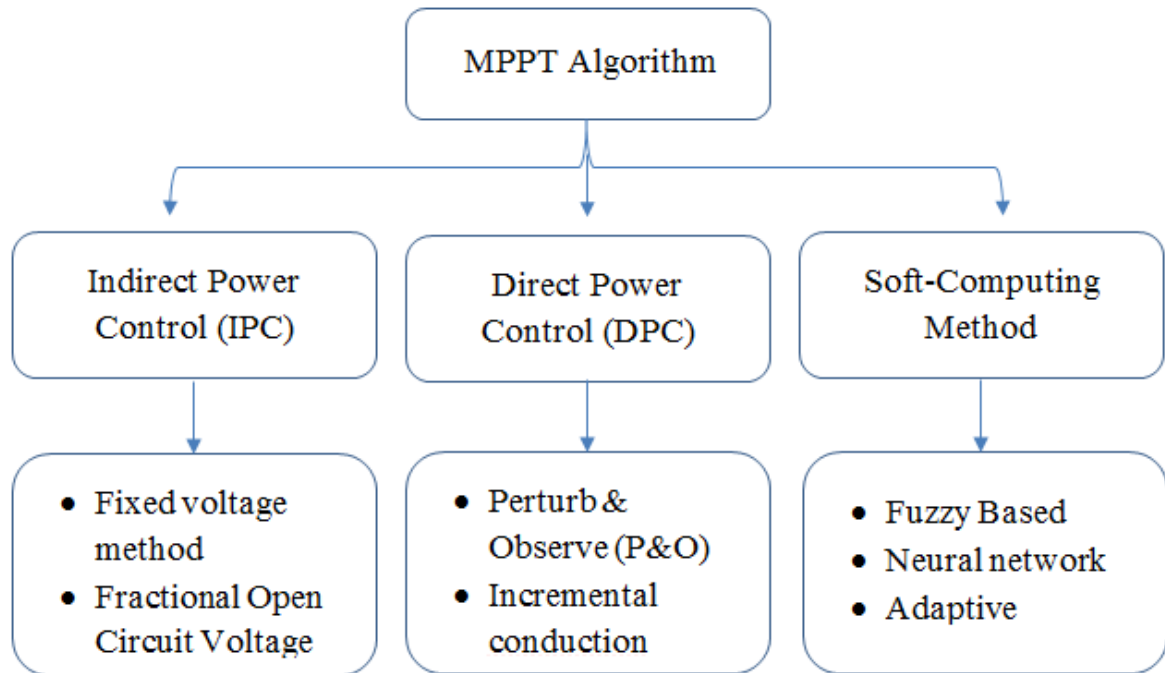 MPPT Algorithm
Indirect Power
Control (IPC)
Direct Power
Control (DPC)
Soft-Computing
Method
• Fixed voltage
method
• Fractional Open
Circuit Voltage
• Perturb &
Observe (P&O)
• Incremental
conduction
• Fuzzy Based
• Neural network
• Adaptive